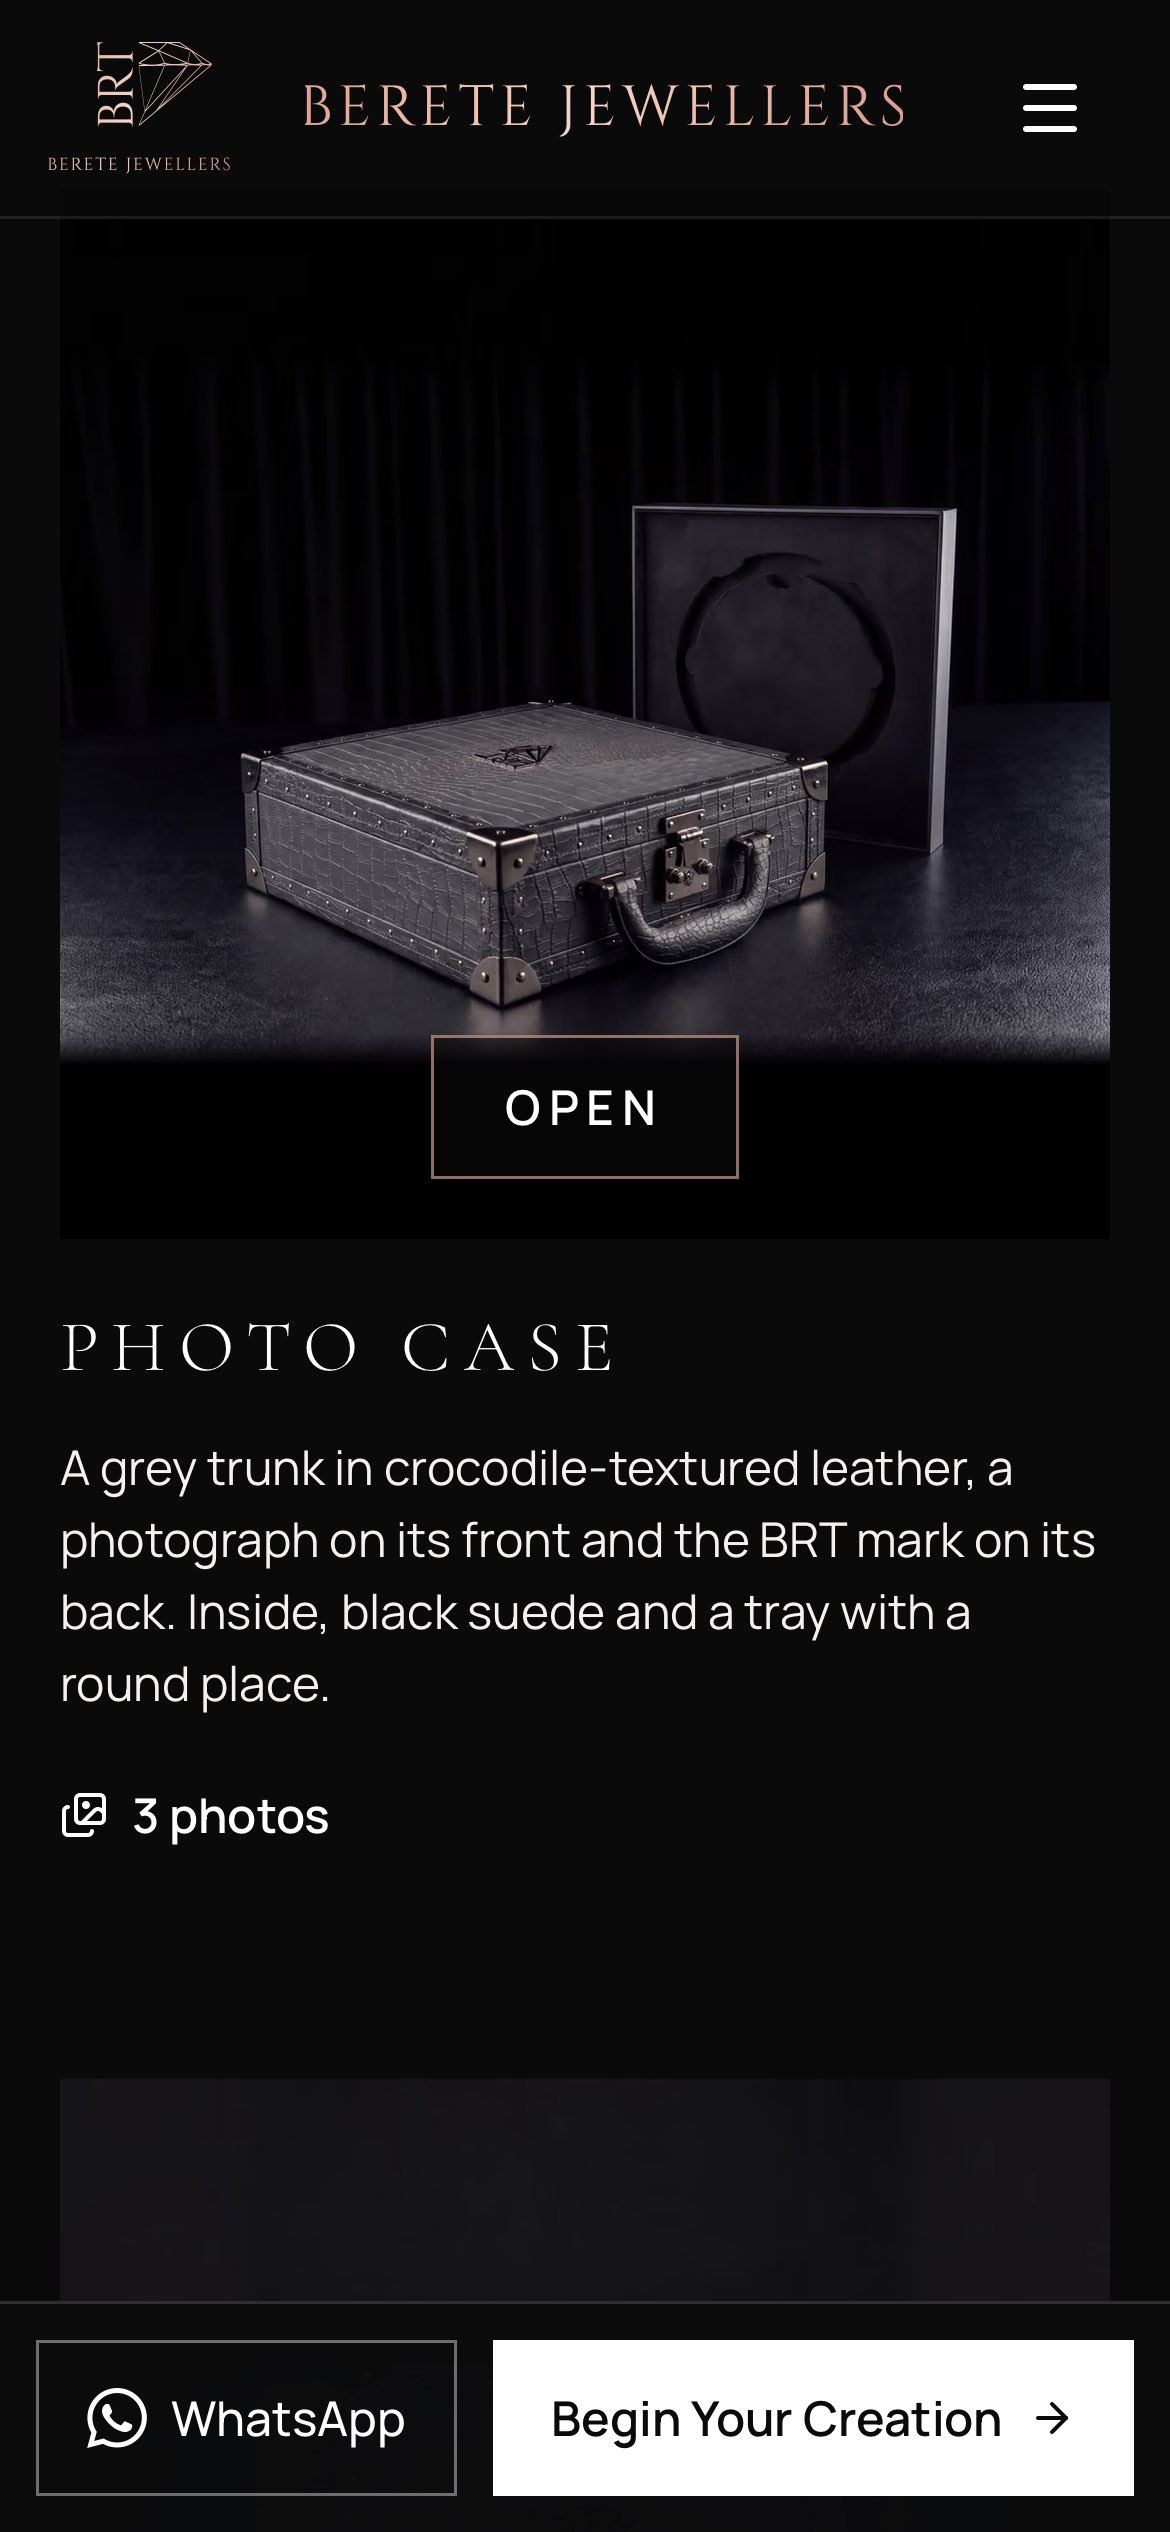 BRT
BERETE JEWELLERS
BERETE JEWELLERS
OPEN
PHOTO CASE
A grey trunk in crocodile-textured leather, a
photograph on its front and the BRT mark on its
back. Inside, black suede and a tray with a
round place.
3 photos
WhatsApp
Begin Your Creation →